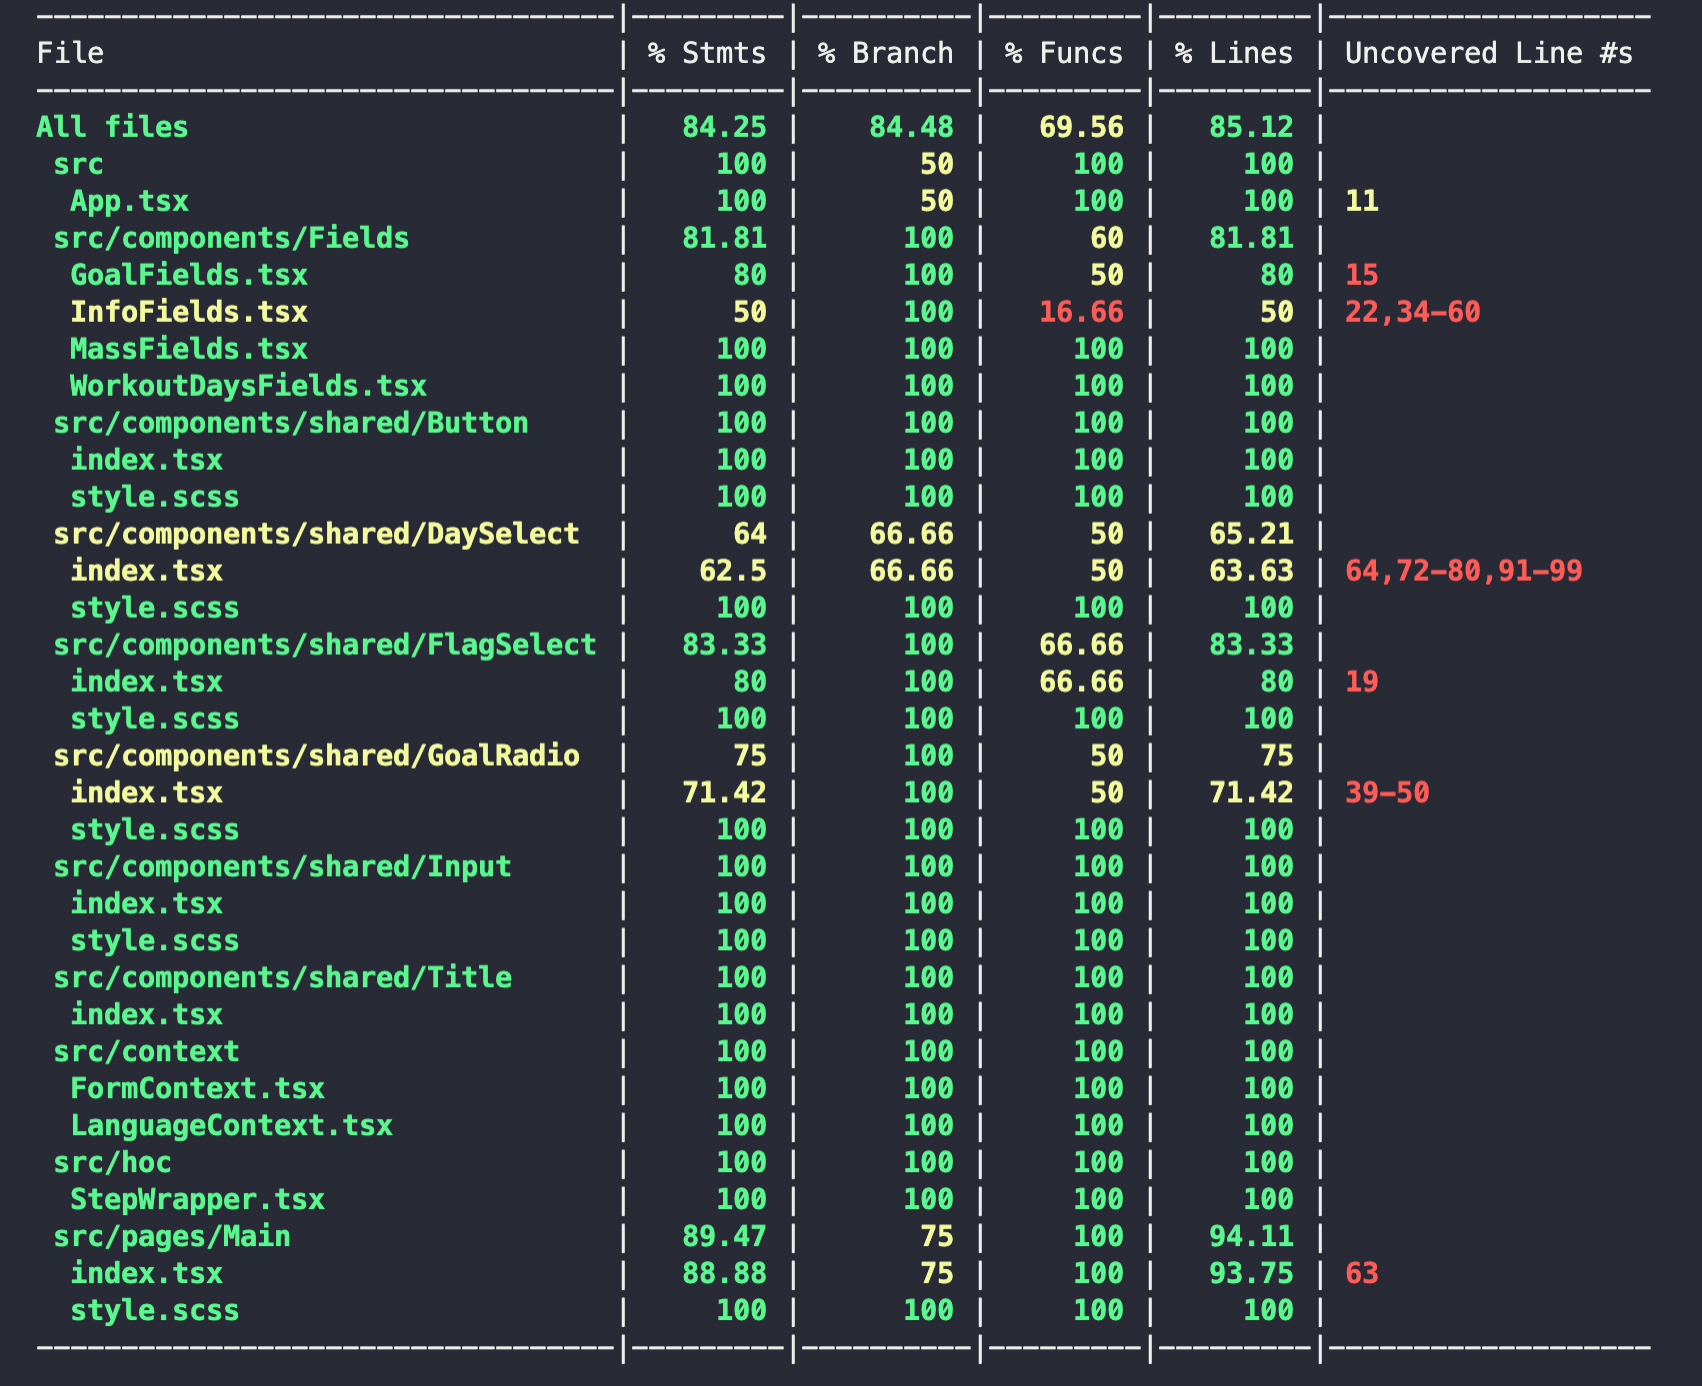 File | % Stmts | % Branch | % Funcs | % Lines | Uncovered Line #s
All files | 84.25 | 84.48 | 69.56 | 85.12 |
src | 100 | 50 | 100 | 100 |
App.tsx | 100 | 50 | 100 | 100 | 11
src/components/Fields | 81.81 | 100 | 60 | 81.81 |
GoalFields.tsx | 80 | 100 | 50 | 80 | 15
InfoFields.tsx | 50 | 100 | 16.66 | 50 | 22,34-60
MassFields.tsx | 100 | 100 | 100 | 100 |
WorkoutDaysFields.tsx | 100 | 100 | 100 | 100 |
src/components/shared/Button | 100 | 100 | 100 | 100 |
index.tsx | 100 | 100 | 100 | 100 |
style.scss | 100 | 100 | 100 | 100 |
src/components/shared/DaySelect | 64 | 66.66 | 50 | 65.21 |
index.tsx | 62.5 | 66.66 | 50 | 63.63 | 64,72-80,91-99
style.scss | 100 | 100 | 100 | 100 |
src/components/shared/FlagSelect | 83.33 | 100 | 66.66 | 83.33 |
index.tsx | 80 | 100 | 66.66 | 80 | 19
style.scss | 100 | 100 | 100 | 100 |
src/components/shared/GoalRadio | 75 | 100 | 50 | 75 |
index.tsx | 71.42 | 100 | 50 | 71.42 | 39-50
style.scss | 100 | 100 | 100 | 100 |
src/components/shared/Input | 100 | 100 | 100 | 100 |
index.tsx | 100 | 100 | 100 | 100 |
style.scss | 100 | 100 | 100 | 100 |
src/components/shared/Title | 100 | 100 | 100 | 100 |
index.tsx | 100 | 100 | 100 | 100 |
src/context | 100 | 100 | 100 | 100 |
FormContext.tsx | 100 | 100 | 100 | 100 |
LanguageContext.tsx | 100 | 100 | 100 | 100 |
src/hoc | 100 | 100 | 100 | 100 |
StepWrapper.tsx | 100 | 100 | 100 | 100 |
src/pages/Main | 89.47 | 75 | 100 | 94.11 |
index.tsx | 88.88 | 75 | 100 | 93.75 | 63
style.scss | 100 | 100 | 100 | 100 |